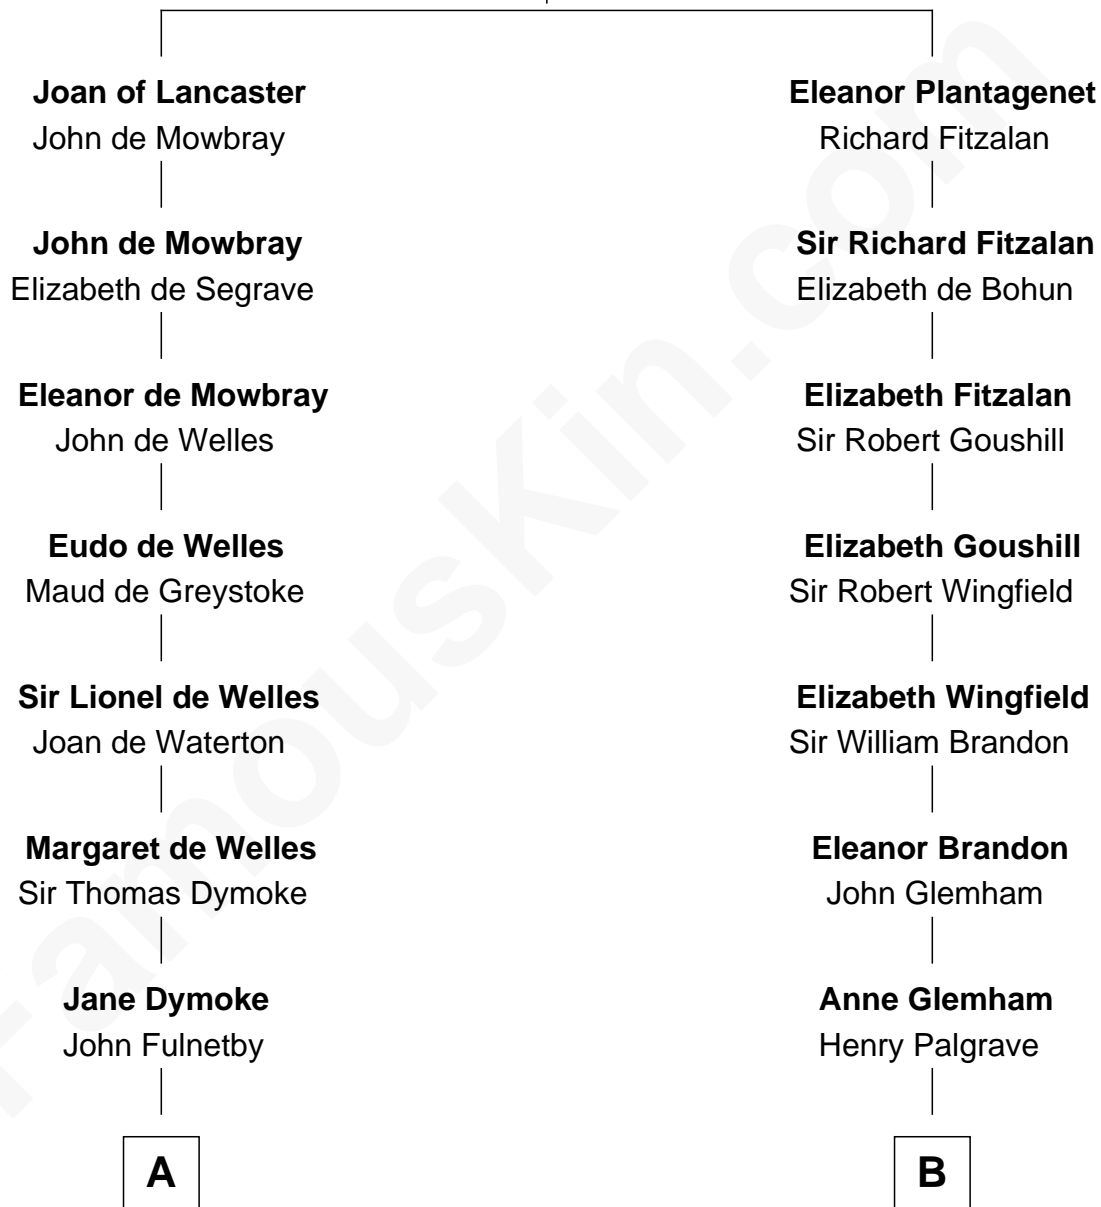 Joan of Lancaster
John de Mowbray
John de Mowbray
Elizabeth de Segrave
Eleanor de Mowbray
John de Welles
Eudo de Welles
Maud de Greystoke
Sir Lionel de Welles
Joan de Waterton
Margaret de Welles
Sir Thomas Dymoke
Jane Dymoke
John Fulnetby
A
Eleanor Plantagenet
Richard Fitzalan
Sir Richard Fitzalan
Elizabeth de Bohun
Elizabeth Fitzalan
Sir Robert Goushill
Elizabeth Goushill
Sir Robert Wingfield
Elizabeth Wingfield
Sir William Brandon
Eleanor Brandon
John Glemham
Anne Glemham
Henry Palgrave
B
FamousKin.com